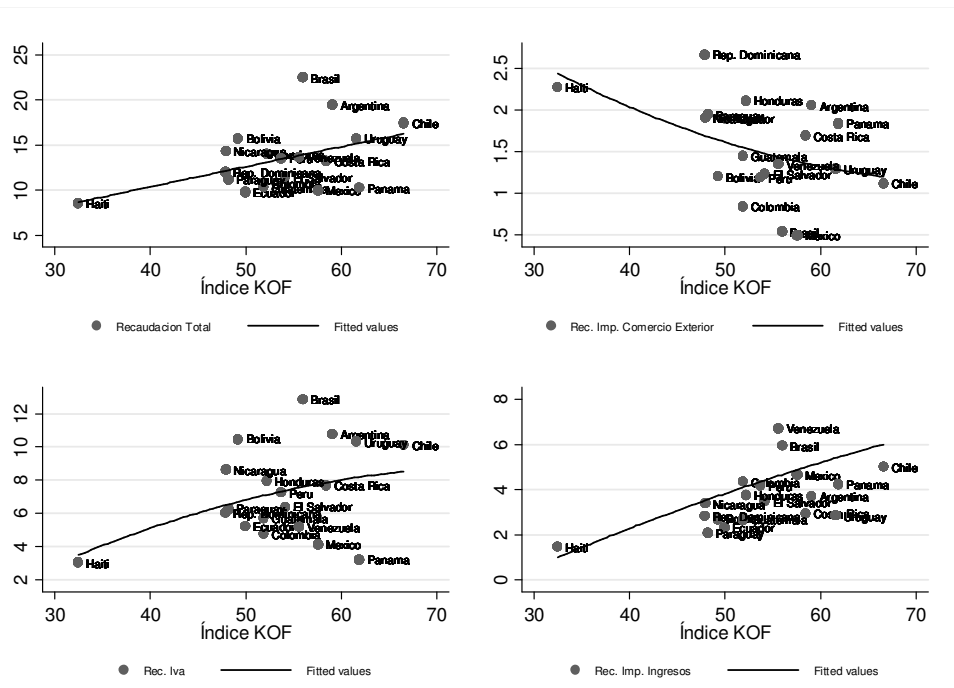 25
20
15
10
5
Brasil
Argentina
Chile
Bolivia
Uruguay
Nicaragua
Costa Rica
Rep. Dominicana
Paraguay
Ecuador
Mexico
Panama
Haiti
30 40 50 60 70
Índice KOF
Recaudacion Total Fitted values
2.5
2
1.5
1
.5
Rep. Dominicana
Haiti
Honduras
Argentina
Panama
Costa Rica
Guatemala
Venezuela
Uruguay
Bolivia
Peru
El Salvador
Chile
Colombia
Brasil
Mexico
30 40 50 60 70
Índice KOF
Rec. Imp. Comercio Exterior Fitted values
12
10
8
6
4
2
Brasil
Argentina
Bolivia
Uruguay
Chile
Nicaragua
Honduras
Costa Rica
Peru
Paraguay
El Salvador
Rep. Dominicana
Guatemala
Ecuador
Venezuela
Colombia
Mexico
Panama
Haiti
30 40 50 60 70
Índice KOF
Rec. Iva Fitted values
8
6
4
2
0
Venezuela
Brasil
Chile
Mexico
Colombia
Peru
Panama
Honduras
Argentina
Nicaragua
El Salvador
Rep. Dominicana
Guatemala
Costa Rica
Uruguay
Ecuador
Paraguay
Haiti
30 40 50 60 70
Índice KOF
Rec. Imp. Ingresos Fitted values